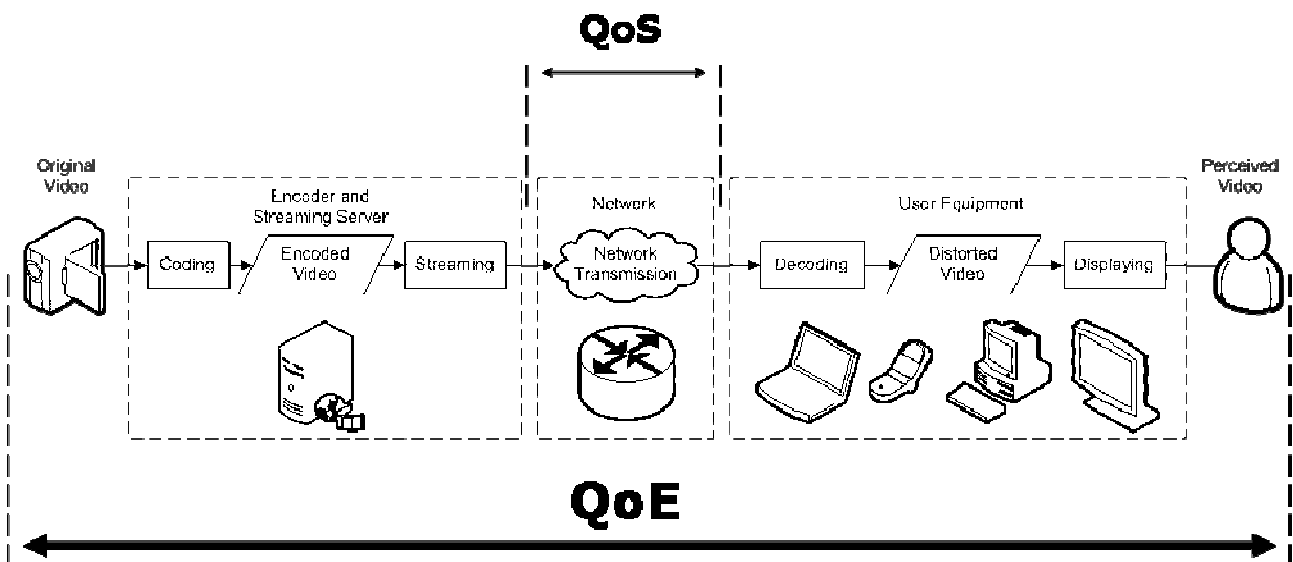 QoS
Original
Video
Encoder and
Streaming Server
Network
User Equipment
Perceived
Video
Coding
Encoded
Video
Streaming
Network
Transmission
Decoding
Distorted
Video
Displaying
QoE